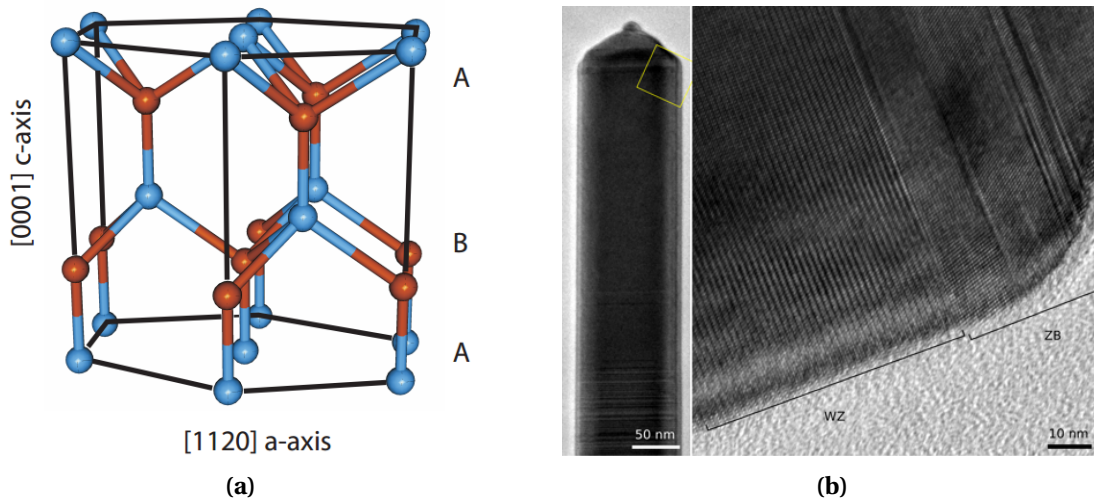 A
[0001] c-axis
B
A
[1120] a-axis
(a)
50 nm
WZ
ZB
10 nm
(b)